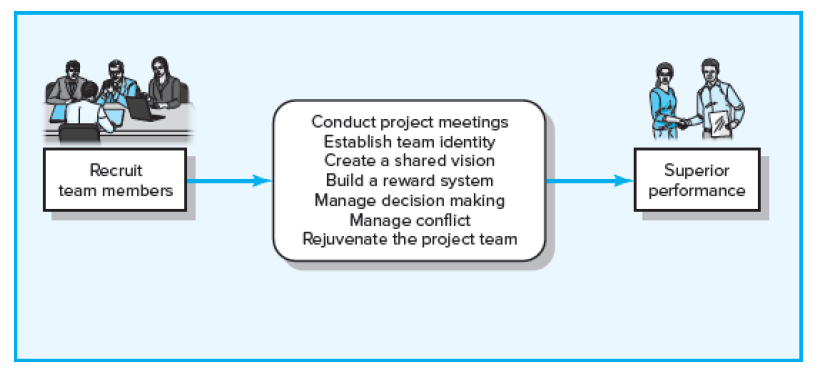 Recruit
team members
Conduct project meetings
Establish team identity
Create a shared vision
Build a reward system
Manage decision making
Manage conflict
Rejuvenate the project team
Superior
performance